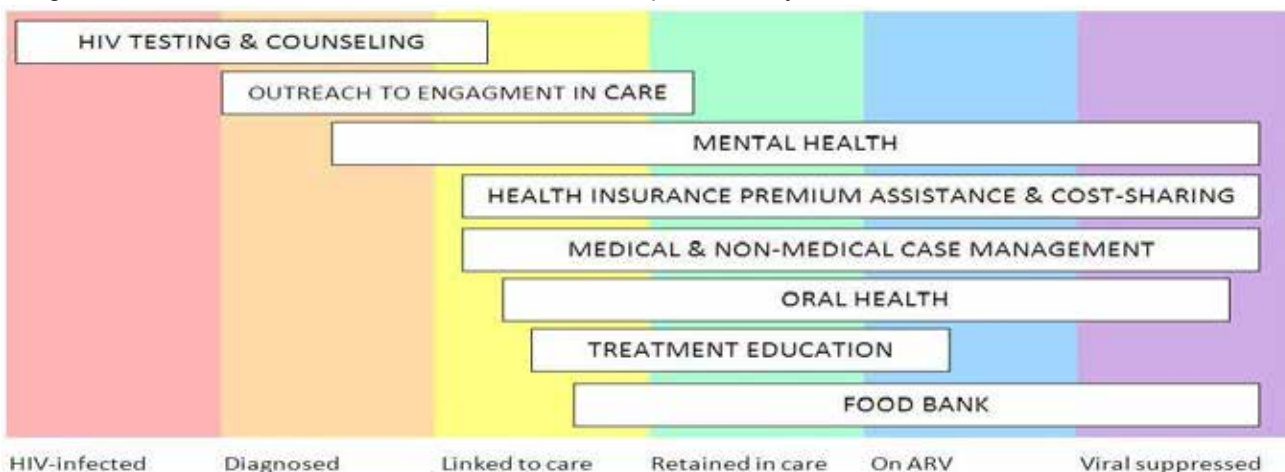 HIV TESTING & COUNSELING
OUTREACH TO ENGAGMENT IN CARE
MENTAL HEALTH
HEALTH INSURANCE PREMIUM ASSISTANCE & COST-SHARING
MEDICAL & NON-MEDICAL CASE MANAGEMENT
ORAL HEALTH
TREATMENT EDUCATION
FOOD BANK
HIV-infected Diagnosed Linked to care Retained in care On ARV Viral suppressed